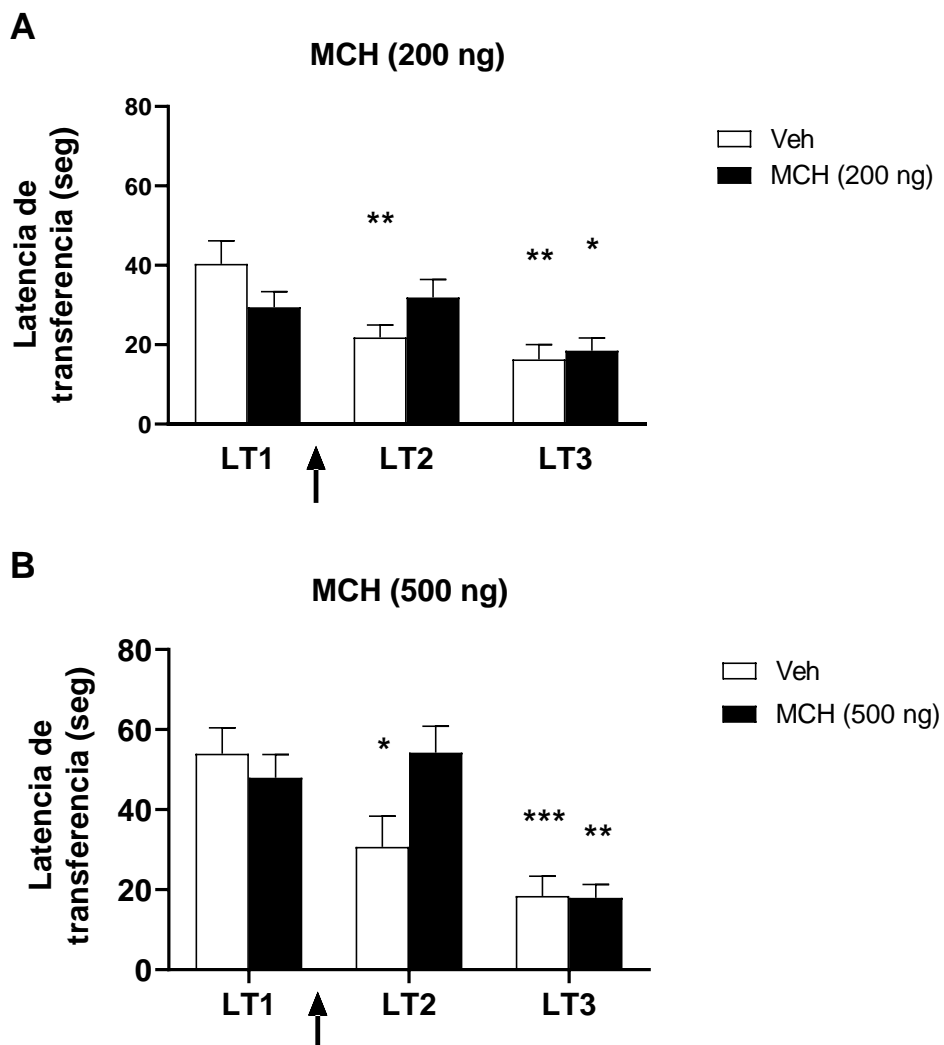 A
MCH (200 ng)
Latencia de
transferencia (seg)
80
60
40
20
0
**
**
*
LT1
LT2
LT3
Veh
MCH (200 ng)
B
MCH (500 ng)
Latencia de
transferencia (seg)
80
60
40
20
0
*
***
**
LT1
LT2
LT3
Veh
MCH (500 ng)